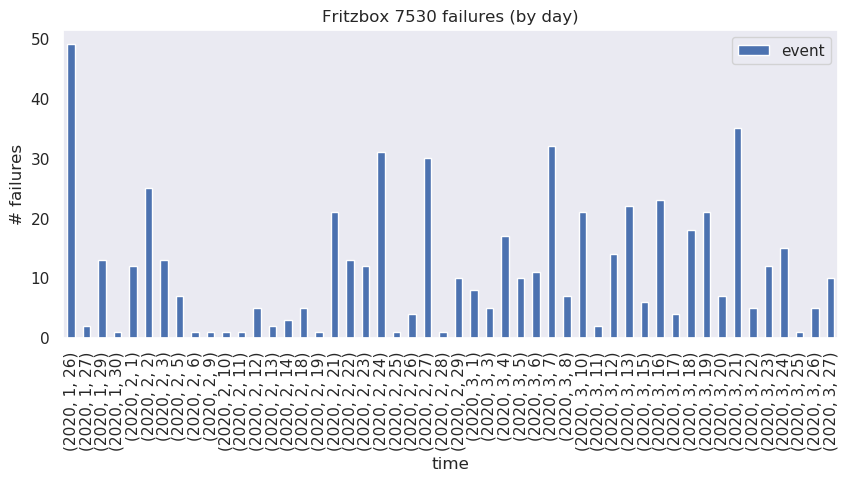 Fritzbox 7530 failures (by day)
event
# failures
50
40
30
20
10
0
(2020, 1, 26)
(2020, 1, 27)
(2020, 1, 29)
(2020, 1, 30)
(2020, 2, 1)
(2020, 2, 2)
(2020, 2, 3)
(2020, 2, 5)
(2020, 2, 6)
(2020, 2, 9)
(2020, 2, 10)
(2020, 2, 11)
(2020, 2, 12)
(2020, 2, 13)
(2020, 2, 14)
(2020, 2, 18)
(2020, 2, 19)
(2020, 2, 21)
(2020, 2, 22)
(2020, 2, 23)
(2020, 2, 24)
(2020, 2, 25)
(2020, 2, 26)
(2020, 2, 27)
(2020, 2, 28)
(2020, 2, 29)
(2020, 3, 1)
(2020, 3, 3)
(2020, 3, 4)
(2020, 3, 5)
(2020, 3, 6)
(2020, 3, 7)
(2020, 3, 8)
(2020, 3, 10)
(2020, 3, 11)
(2020, 3, 12)
(2020, 3, 13)
(2020, 3, 15)
(2020, 3, 16)
(2020, 3, 17)
(2020, 3, 18)
(2020, 3, 19)
(2020, 3, 20)
(2020, 3, 21)
(2020, 3, 22)
(2020, 3, 23)
(2020, 3, 24)
(2020, 3, 25)
(2020, 3, 26)
(2020, 3, 27)
time